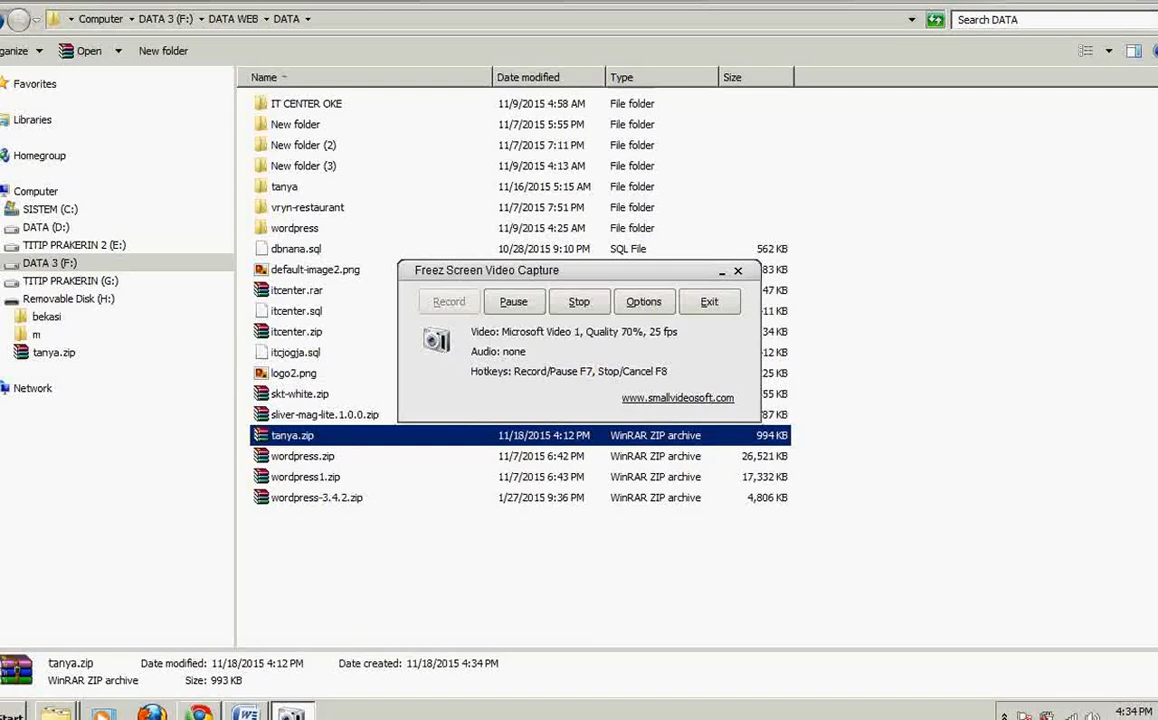 Computer DATA 3 (F:) DATA WEB DATA Search DATA
anize Open New folder
Favorites
Libraries
Homegroup
Computer
SISTEM (C:)
DATA (D:)
TITIP PRAKERIN 2 (E:)
DATA 3 (F:)
TITIP PRAKERIN (G:)
Removable Disk (H:)
bekasi
m
tanya.zip
Network
Name Date modified Type Size
IT CENTER OKE 11/9/2015 4:58 AM File folder
New folder 11/7/2015 5:55 PM File folder
New folder (2) 11/7/2015 7:11 PM File folder
New folder (3) 11/9/2015 4:13 AM File folder
tanya 11/16/2015 5:15 AM File folder
vryn-restaurant 11/7/2015 7:51 PM File folder
wordpress 11/9/2015 4:25 AM File folder
dbnana.sql 10/28/2015 9:10 PM SQL File 562 KB
default-image2.png 83 KB
itcenter.rar 47 KB
itcenter.sql 11 KB
itcenter.zip 34 KB
itcjogja.sql 12 KB
logo2.png 73 KB
skt-white.zip 55 KB
sliver-mag-lite.1.0.0.zip 87 KB
tanya.zip 11/18/2015 4:12 PM WinRAR ZIP archive 994 KB
wordpress.zip 11/7/2015 6:42 PM WinRAR ZIP archive 26,521 KB
wordpress1.zip 11/7/2015 6:43 PM WinRAR ZIP archive 17,332 KB
wordpress-3.4.2.zip 1/27/2015 9:36 PM WinRAR ZIP archive 4,806 KB
Freez Screen Video Capture
Record Pause Stop Options Exit
Video: Microsoft Video 1, Quality 70%, 25 fps
Audio: none
Hotkeys: Record/Pause F7, Stop/Cancel F8
www.smallvideosoft.com
tanya.zip Date modified: 11/18/2015 4:12 PM Date created: 11/18/2015 4:34 PM
WinRAR ZIP archive Size: 993 KB
4:34 PM